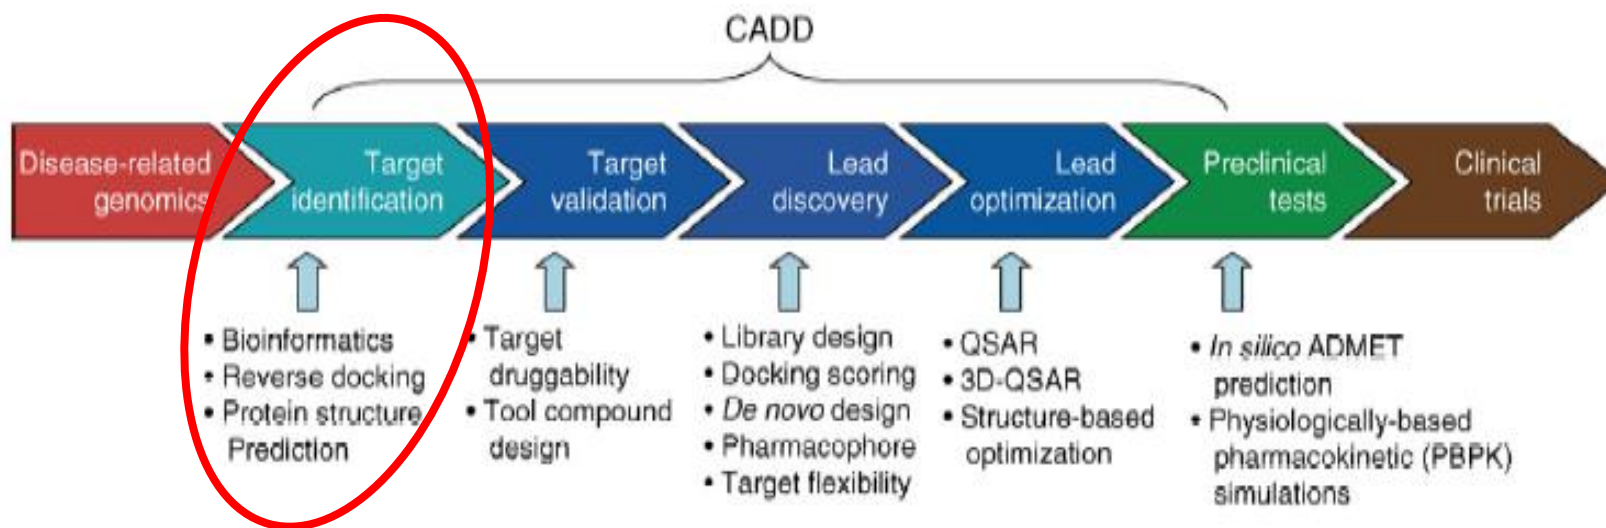 CADD
Disease-related
genomics
Target
identification
Target
validation
Lead
discovery
Lead
optimization
Preclinical
tests
Clinical
trials
• Bioinformatics
• Reverse docking
• Protein structure
Prediction
• Target
druggability
• Tool compound
design
• Library design
• Docking scoring
• De novo design
• Pharmacophore
• Target flexibility
• QSAR
• 3D-QSAR
• Structure-based
optimization
• In silico ADMET
prediction
• Physiologically-based
pharmacokinetic (PBPK)
simulations